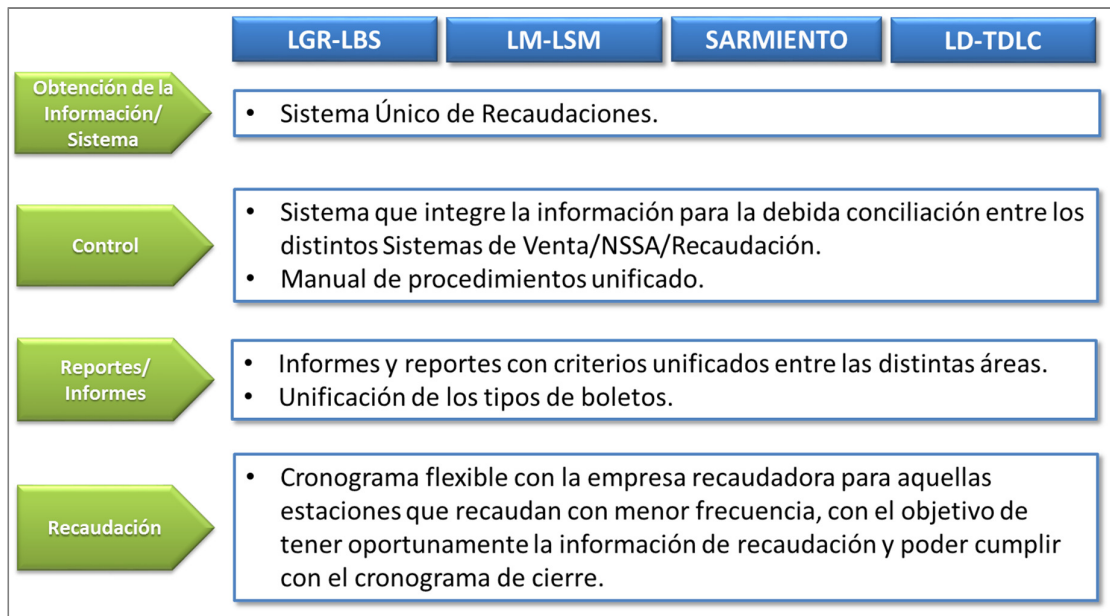 LGR-LBS
LM-LSM
SARMIENTO
LD-TDLC
Obtención de la
Información/
Sistema
• Sistema Único de Recaudaciones.
Control
• Sistema que integre la información para la debida conciliación entre los
distintos Sistemas de Venta/NSSA/Recaudación.
• Manual de procedimientos unificado.
Reportes/
Informes
• Informes y reportes con criterios unificados entre las distintas áreas.
• Unificación de los tipos de boletos.
Recaudación
• Cronograma flexible con la empresa recaudadora para aquellas
estaciones que recaudan con menor frecuencia, con el objetivo de
tener oportunamente la información de recaudación y poder cumplir
con el cronograma de cierre.